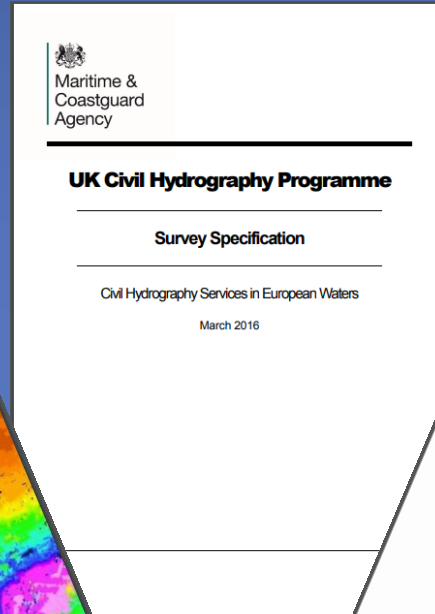 Maritime &
Coastguard
Agency
UK Civil Hydrography Programme
Survey Specification
Civil Hydrography Services in European Waters
March 2016